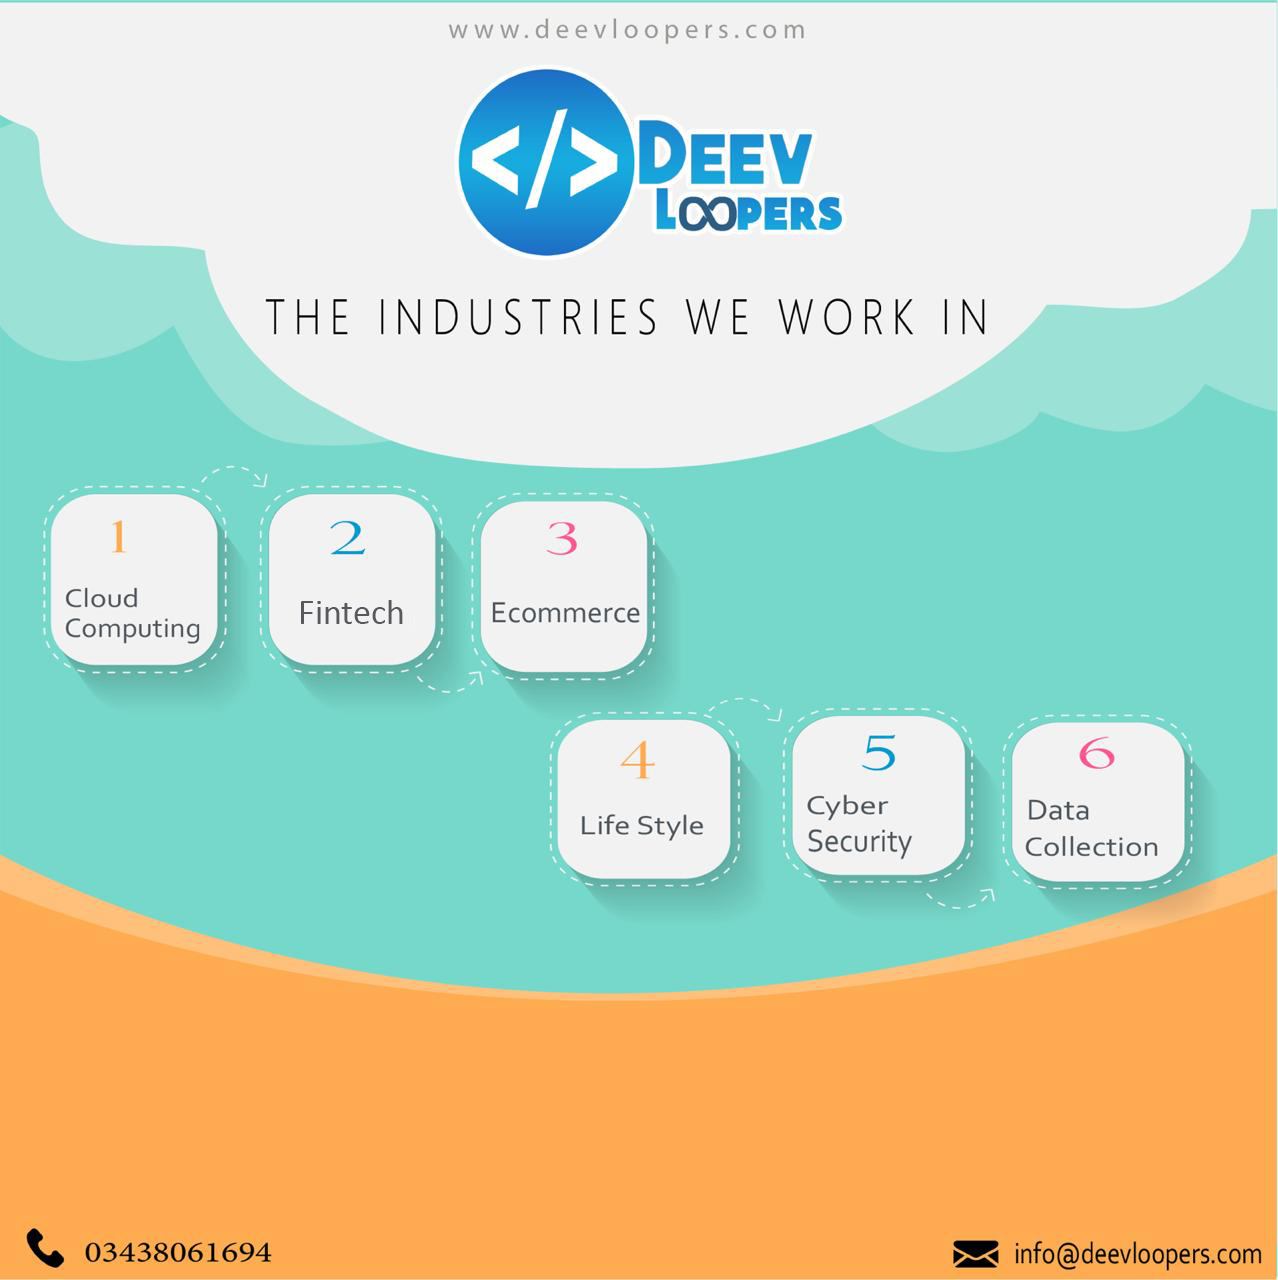 www.deevloopers.com
</> DEEV
LOOPERS
THE INDUSTRIES WE WORK IN
1
Cloud
Computing
2
Fintech
3
Ecommerce
4
Life Style
5
Cyber
Security
6
Data
Collection
03438061694
info@deevloopers.com